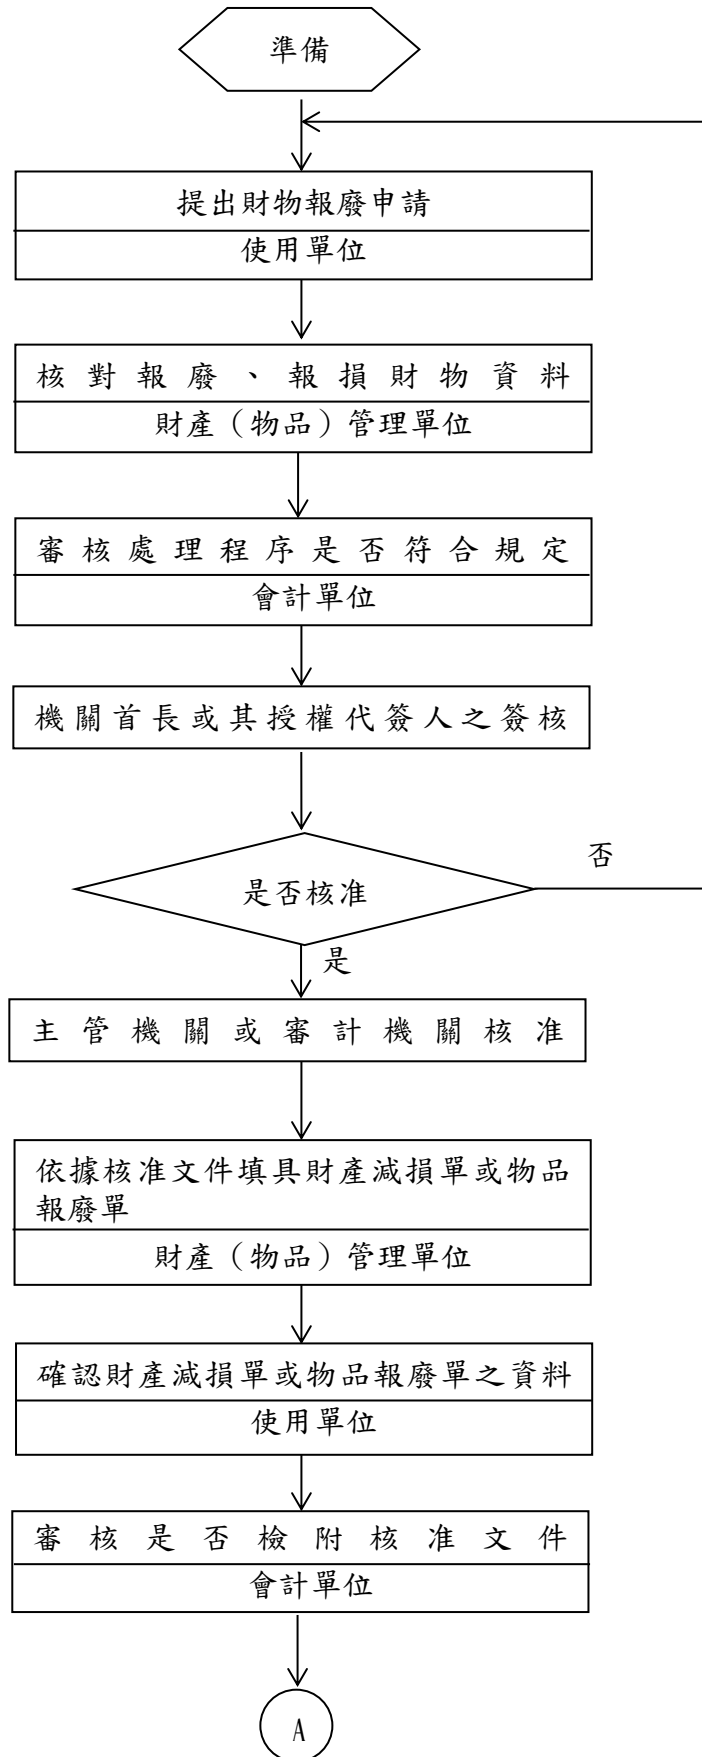 準備
提出財物報廢申請
使用單位
核對報廢、報損財物資料
財產（物品）管理單位
審核處理程序是否符合規定
會計單位
機關首長或其授權代簽人之簽核
否
是否核准
是
主管機關或審計機關核准
依據核准文件填具財產減損單或物品
報廢單
財產（物品）管理單位
確認財產減損單或物品報廢單之資料
使用單位
審核是否檢附核准文件
會計單位
A